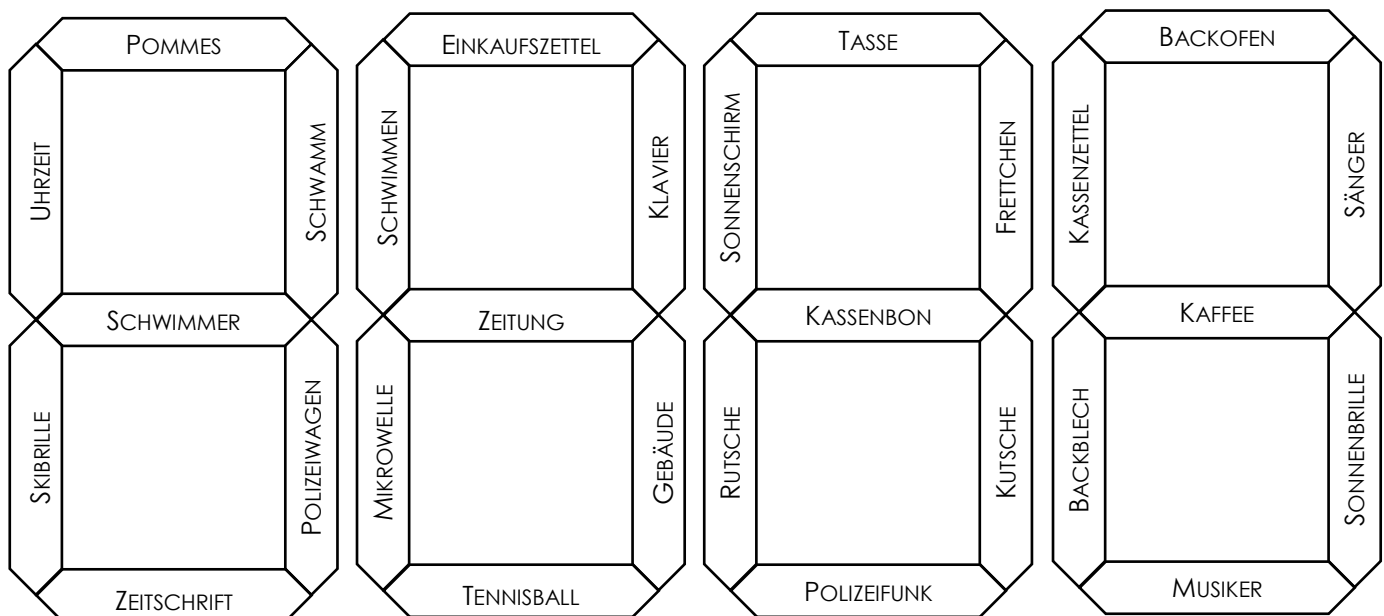 POMMES
UHRZEIT
SCHWAMM
SCHWIMMER
SKIBRILLE
POLIZEIWAGEN
ZEITSCHRIFT
EINKAUFSZETTEL
SCHWIMMEN
KLAVIER
ZEITUNG
MIKROWELLE
GEBÄUDE
TENNISBALL
TASSE
SONNENSCHIRM
FRETTCHEN
KASSENBON
RUTSCHE
KUTSCHE
POLIZEIFUNK
BACKOFEN
KASSENZETTEL
SÄNGER
KAFFEE
BACKBLECH
SONNENBRILLE
MUSIKER